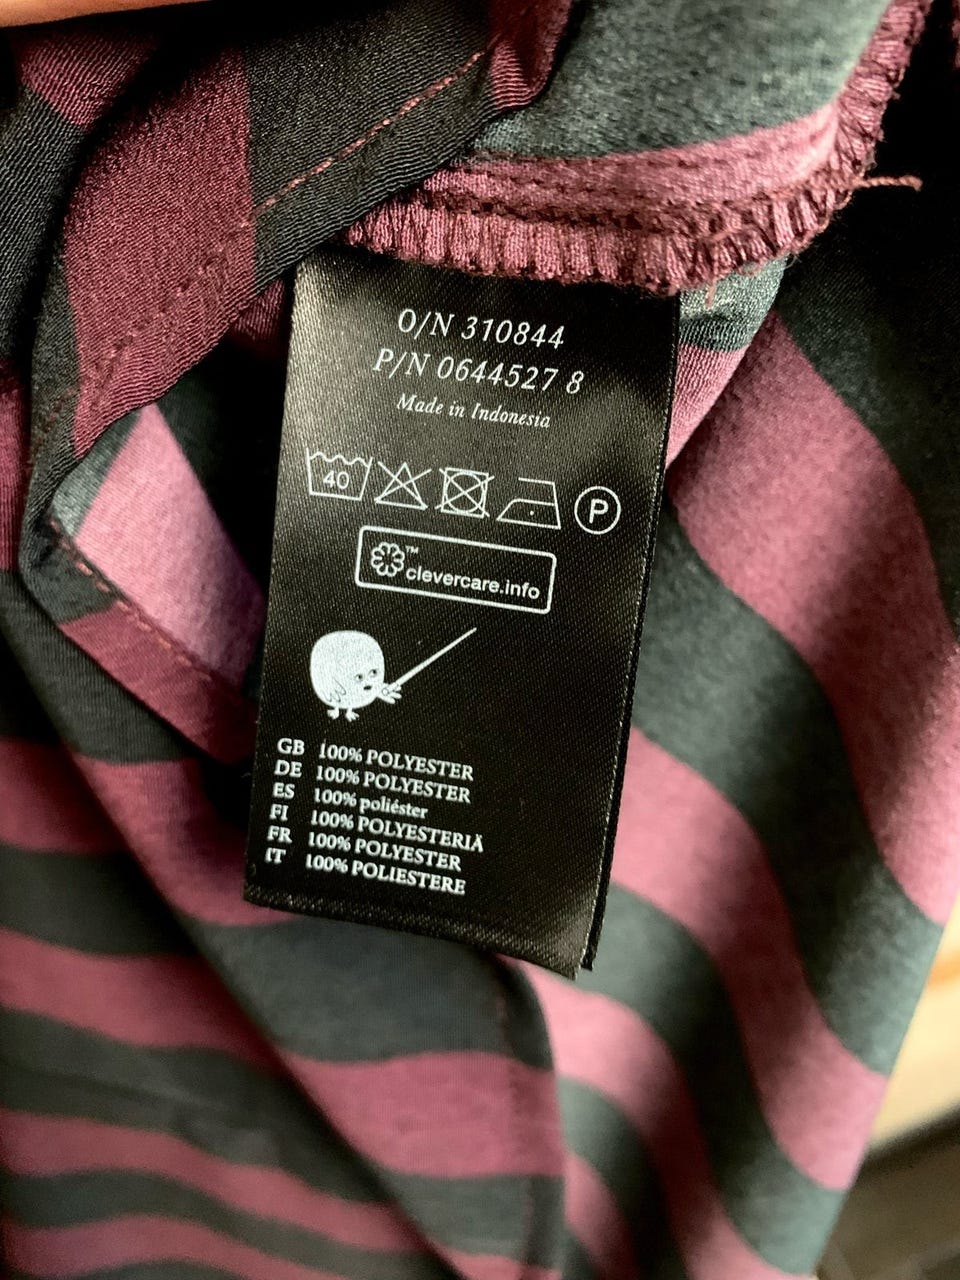 O/N 310844
P/N 0644527 8
Made in Indonesia
40
P
™
clevercare.info
GB 100% POLYESTER
DE 100% POLYESTER
ES 100% poliéster
FI 100% POLYESTERIÄ
FR 100% POLYESTER
IT 100% POLIESTERE